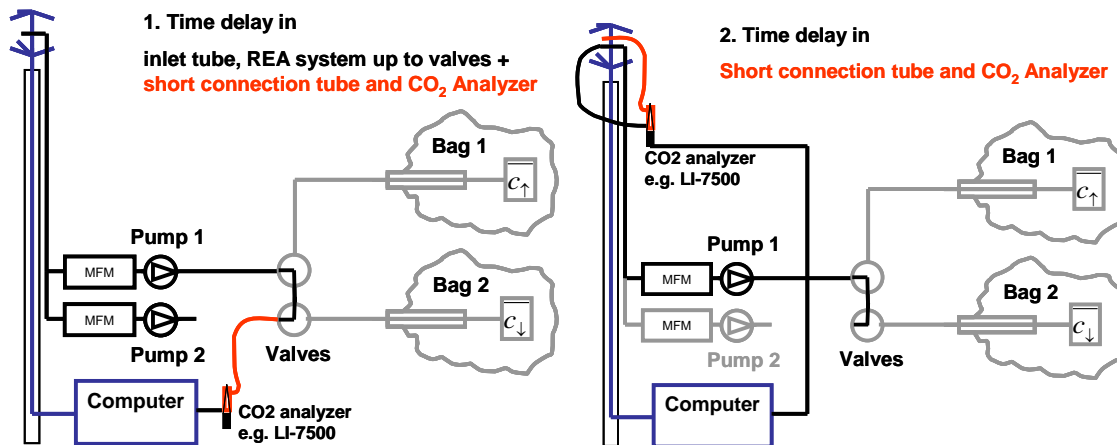 1. Time delay in
inlet tube, REA system up to valves +
short connection tube and CO₂ Analyzer
Bag 1
c↑
Pump 1
MFM
Bag 2
MFM
c↓
Pump 2
Valves
Computer
CO2 analyzer
e.g. LI-7500
2. Time delay in
Short connection tube and CO₂ Analyzer
CO2 analyzer
e.g. LI-7500
Bag 1
c↑
Pump 1
MFM
Bag 2
MFM
c↓
Pump 2
Valves
Computer